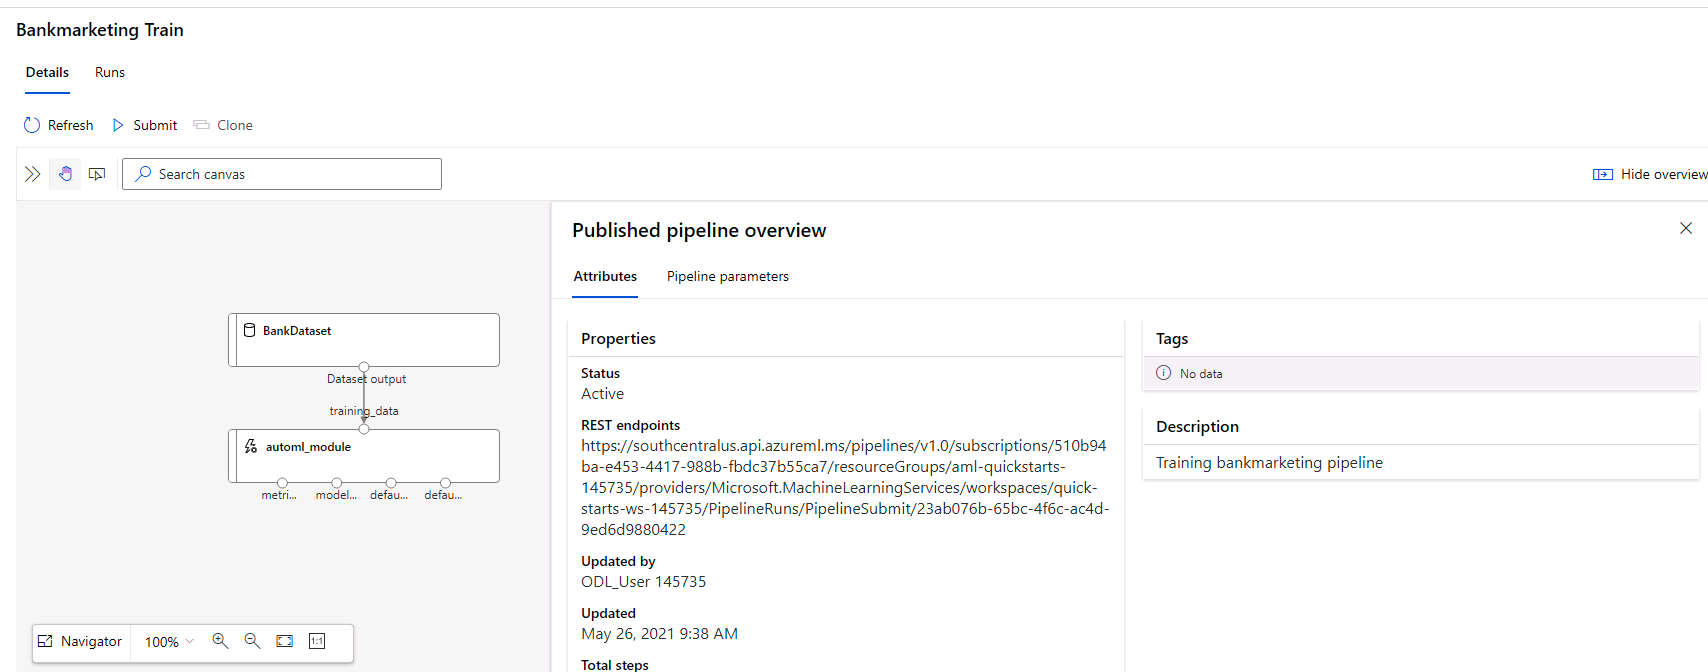 Bankmarketing Train
Details Runs
Refresh Submit Clone
Search canvas
Hide overview
Published pipeline overview
Attributes Pipeline parameters
BankDataset
Dataset output
training_data
automl_module
metri... model... defau... defau...
Navigator 100% 1:1
Properties
Status
Active
REST endpoints
https://southcentralus.api.azureml.ms/pipelines/v1.0/subscriptions/510b94
ba-e453-4417-988b-fbdc37b55ca7/resourceGroups/aml-quickstarts-
145735/providers/Microsoft.MachineLearningServices/workspaces/quick-
starts-ws-145735/PipelineRuns/PipelineSubmit/23ab076b-65bc-4f6c-ac4d-
9ed6d9880422
Updated by
ODL_User 145735
Updated
May 26, 2021 9:38 AM
Total steps
Tags
No data
Description
Training bankmarketing pipeline